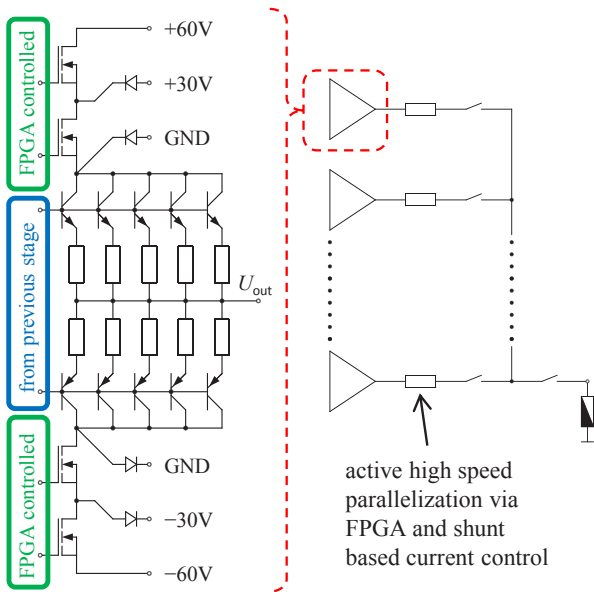 FPGA controlled
+60V
+30V
GND
from previous stage
Uout
FPGA controlled
GND
−30V
−60V
active high speed
parallelization via
FPGA and shunt
based current control